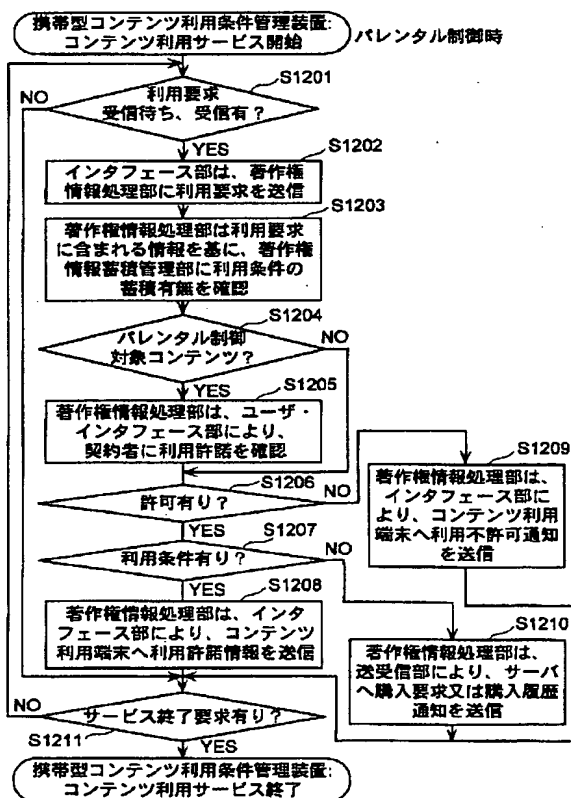 携帯型コンテンツ利用条件管理装置:
コンテンツ利用サービス開始
パレンタル制御時
S1201
NO
利用要求
受信待ち、受信有?
YES
S1202
インタフェース部は、著作権
情報処理部に利用要求を送信
S1203
著作権情報処理部は利用要求
に含まれる情報を基に、著作権
情報蓄積管理部に利用条件の
蓄積有無を確認
S1204
パレンタル制御
対象コンテンツ?
NO
YES
S1205
著作権情報処理部は、ユーザ・
インタフェース部により、
契約者に利用許諾を確認
S1206
許可有り?
NO
S1209
著作権情報処理部は、
インタフェース部によ
り、コンテンツ利用
端末へ利用不許可通知
を送信
YES
S1207
利用条件有り?
NO
YES
S1208
著作権情報処理部は、インタ
フェース部により、コンテンツ
利用端末へ利用許諾情報を送信
S1210
著作権情報処理部は、
送受信部により、サーバ
へ購入要求又は購入履歴
通知を送信
NO
サービス終了要求有り?
S1211
YES
携帯型コンテンツ利用条件管理装置:
コンテンツ利用サービス終了